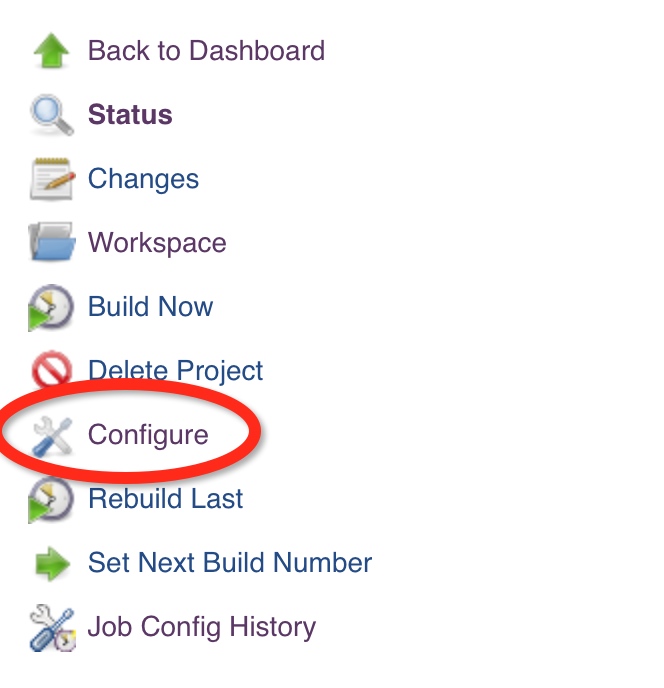 Back to Dashboard
Status
Changes
Workspace
Build Now
Delete Project
Configure
Rebuild Last
Set Next Build Number
Job Config History